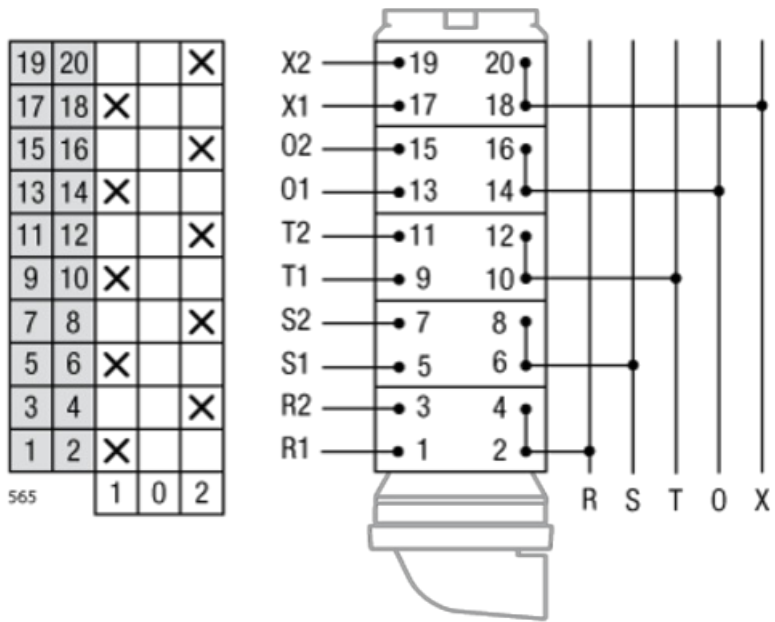 19 20 X X2 19 20
17 18 X X1 17 18
15 16 X O2 15 16
13 14 X O1 13 14
11 12 X T2 11 12
9 10 X T1 9 10
7 8 X S2 7 8
5 6 X S1 5 6
3 4 X R2 3 4
1 2 X R1 1 2
565 1 0 2 R S T O X